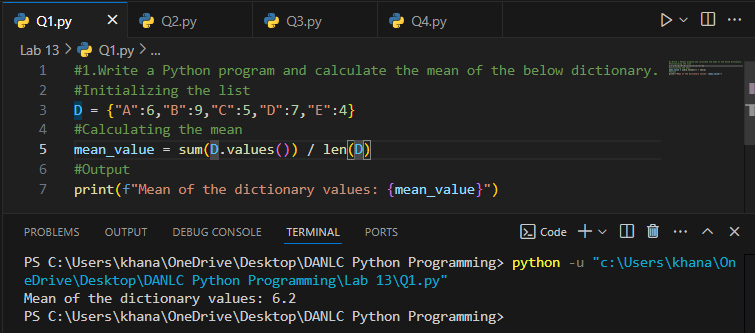 Q1.py Q2.py Q3.py Q4.py
Lab 13 > Q1.py > ...
1 #1.Write a Python program and calculate the mean of the below dictionary.
2 #Initializing the list
3 D = {"A":6,"B":9,"C":5,"D":7,"E":4}
4 #Calculating the mean
5 mean_value = sum(D.values()) / len(D)
6 #Output
7 print(f"Mean of the dictionary values: {mean_value}")
PROBLEMS OUTPUT DEBUG CONSOLE TERMINAL PORTS Code
PS C:\Users\khana\OneDrive\Desktop\DANLC Python Programming> python -u "c:\Users\khana\On
eDrive\Desktop\DANLC Python Programming\Lab 13\Q1.py"
Mean of the dictionary values: 6.2
PS C:\Users\khana\OneDrive\Desktop\DANLC Python Programming>